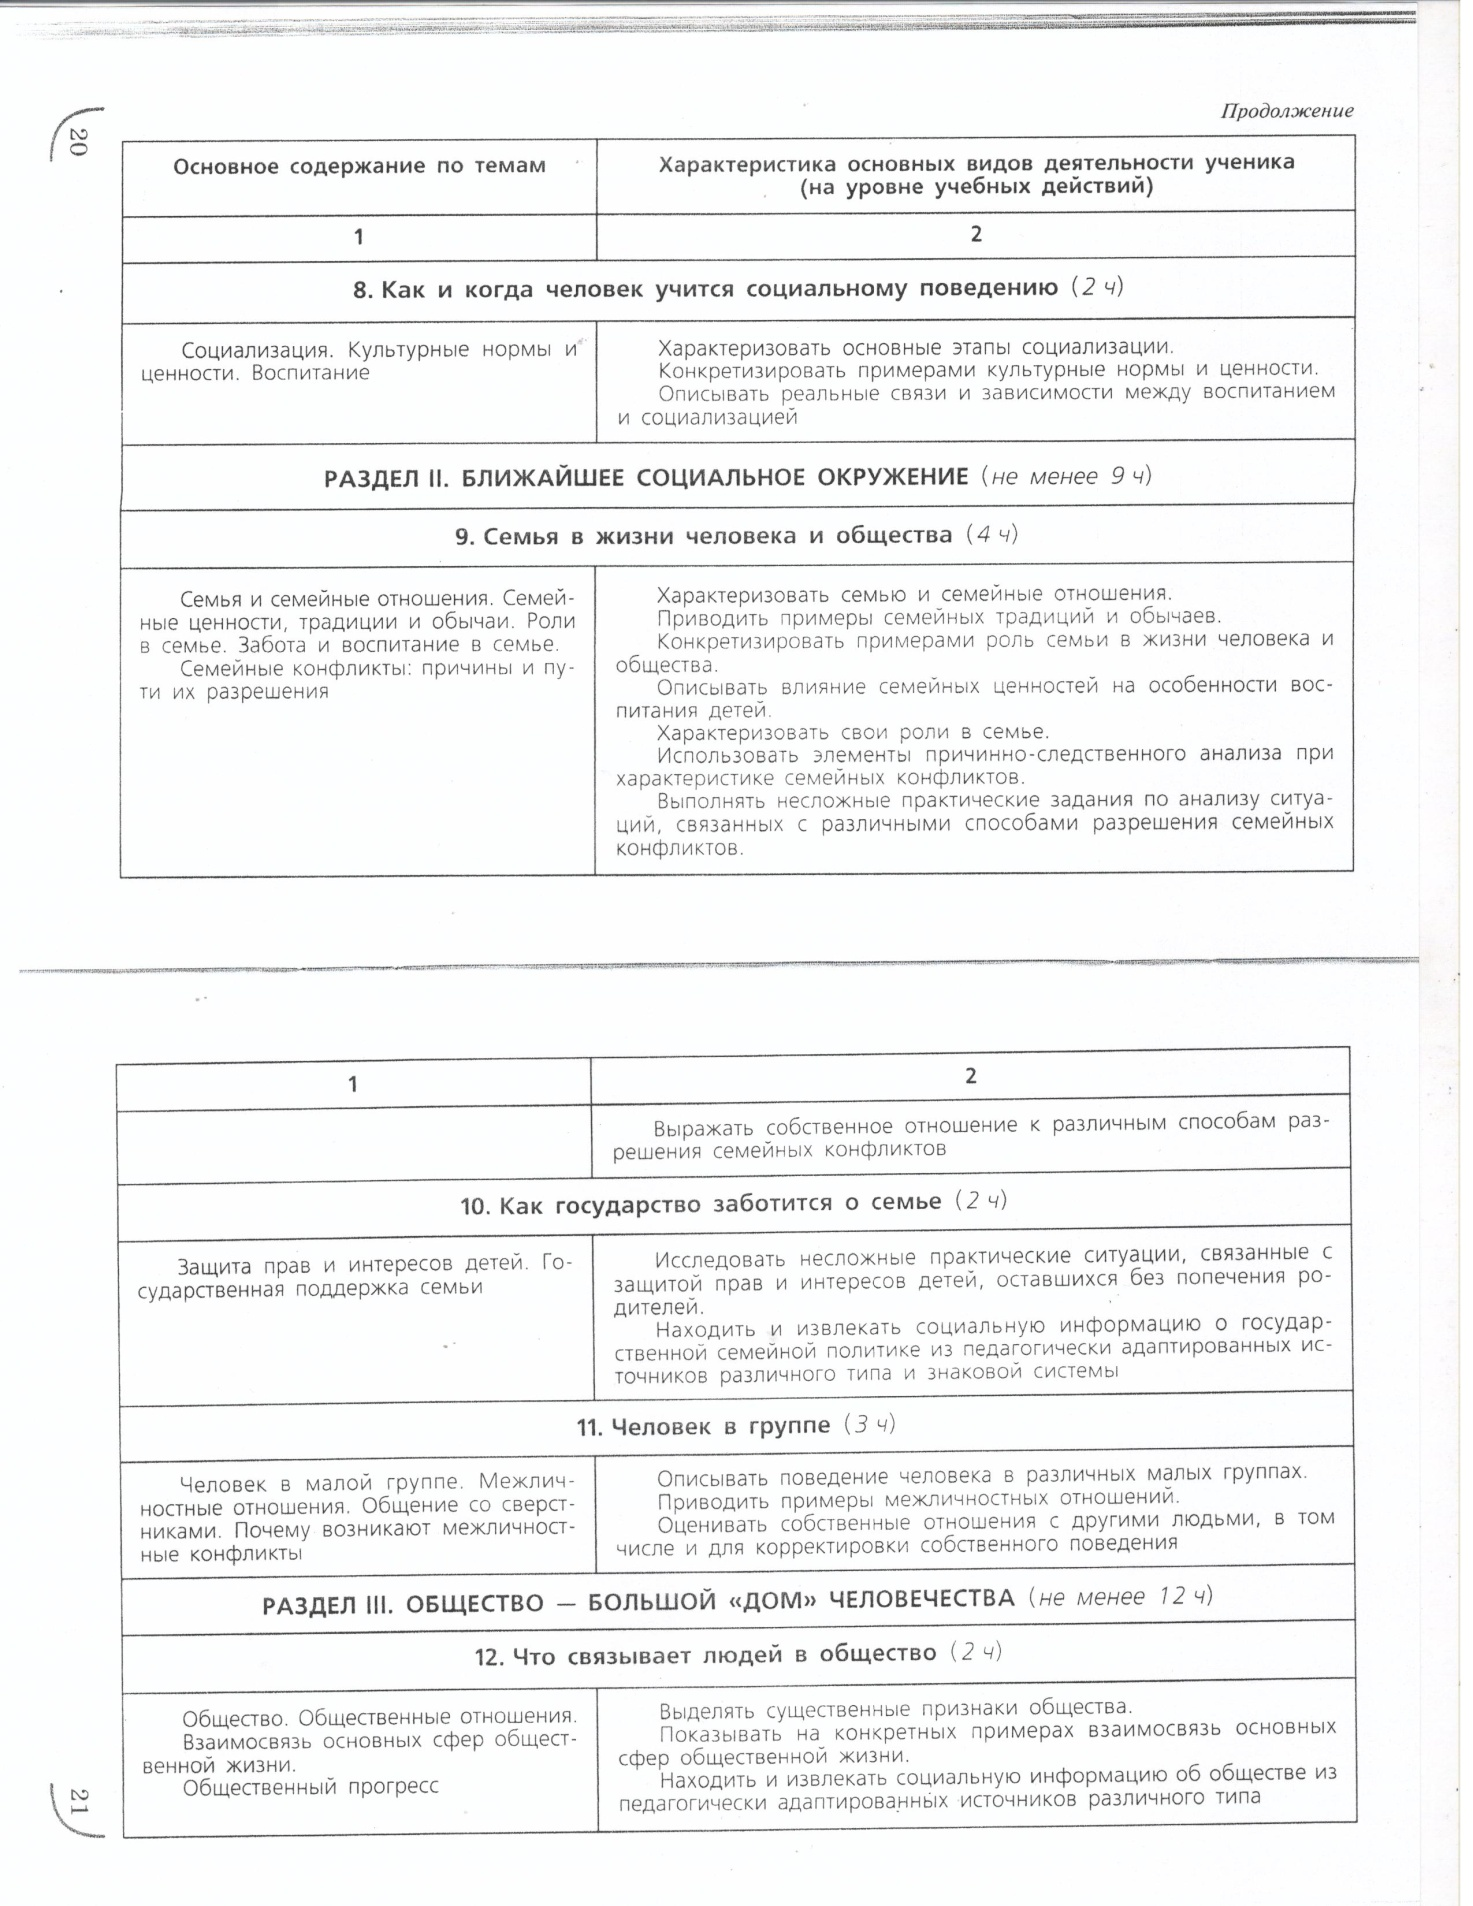 Продолжение
20
Основное содержание по темам
Характеристика основных видов деятельности ученика
(на уровне учебных действий)
1
2
8. Как и когда человек учится социальному поведению (2 ч)
Социализация. Культурные нормы и
ценности. Воспитание
Характеризовать основные этапы социализации.
Конкретизировать примерами культурные нормы и ценности.
Описывать реальные связи и зависимости между воспитанием
и социализацией
РАЗДЕЛ II. БЛИЖАЙШЕЕ СОЦИАЛЬНОЕ ОКРУЖЕНИЕ (не менее 9 ч)
9. Семья в жизни человека и общества (4 ч)
Семья и семейные отношения. Семей-
ные ценности, традиции и обычаи. Роли
в семье. Забота и воспитание в семье.
Семейные конфликты: причины и пу-
ти их разрешения
Характеризовать семью и семейные отношения.
Приводить примеры семейных традиций и обычаев.
Конкретизировать примерами роль семьи в жизни человека и
общества.
Описывать влияние семейных ценностей на особенности вос-
питания детей.
Характеризовать свои роли в семье.
Использовать элементы причинно-следственного анализа при
характеристике семейных конфликтов.
Выполнять несложные практические задания по анализу ситуа-
ций, связанных с различными способами разрешения семейных
конфликтов.
1
2
Выражать собственное отношение к различным способам раз-
решения семейных конфликтов
10. Как государство заботится о семье (2 ч)
Защита прав и интересов детей. Го-
сударственная поддержка семьи
Исследовать несложные практические ситуации, связанные с
защитой прав и интересов детей, оставшихся без попечения ро-
дителей.
Находить и извлекать социальную информацию о государ-
ственной семейной политике из педагогически адаптированных ис-
точников различного типа и знаковой системы
11. Человек в группе (3 ч)
Человек в малой группе. Межлич-
ностные отношения. Общение со сверст-
никами. Почему возникают межличност-
ные конфликты
Описывать поведение человека в различных малых группах.
Приводить примеры межличностных отношений.
Оценивать собственные отношения с другими людьми, в том
числе и для корректировки собственного поведения
РАЗДЕЛ III. ОБЩЕСТВО — БОЛЬШОЙ «ДОМ» ЧЕЛОВЕЧЕСТВА (не менее 12 ч)
12. Что связывает людей в общество (2 ч)
Общество. Общественные отношения.
Взаимосвязь основных сфер общест-
венной жизни.
Общественный прогресс
Выделять существенные признаки общества.
Показывать на конкретных примерах взаимосвязь основных
сфер общественной жизни.
Находить и извлекать социальную информацию об обществе из
педагогически адаптированных источников различного типа
21